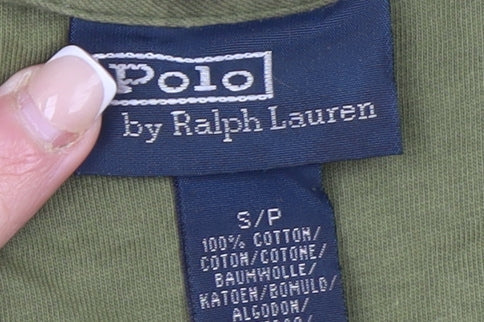 Polo
by Ralph Lauren
S/P
100% COTTON/
COTON/COTONE/
BAUMWOLLE/
KATOEN/BOMULD/
ALGODON/